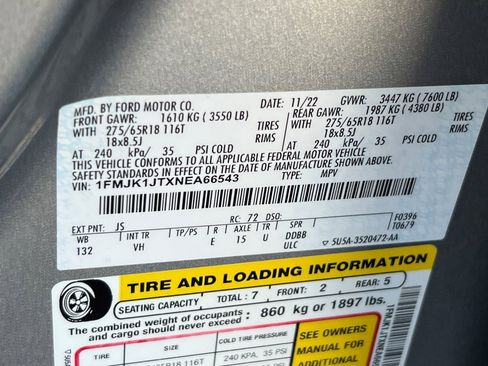 MFD. BY FORD MOTOR CO.
DATE: 11/22 GVWR: 3447 KG (7600 LB)
FRONT GAWR: 1610 KG (3550 LB) REAR GAWR: 1987 KG (4380 LB)
WITH 275/65R18 116T TIRES WITH 275/65R18 116T TIRES
18x8.5J RIMS 18x8.5J RIMS
AT 240 kPa/ 35 PSI COLD AT 240 kPa/ 35 PSI COLD
THIS VEHICLE CONFORMS TO ALL APPLICABLE FEDERAL MOTOR VEHICLE
SAFETY STANDARDS IN EFFECT ON THE DATE OF
VIN: 1FMJK1JTXNEA66543 TYPE: MPV
EXT PNT: JS RC: 72 DSO: F0396
WB INT TR TP/PS R AXLE TR SPR T0679
132 VH E 15 U DDBB
ULC 5U5A-3520472-AA
TIRE AND LOADING INFORMATION
SEATING CAPACITY TOTAL : 7 FRONT: 2 REAR: 5
The combined weight of occupants and cargo should never exceed : 860 kg or 1897 lbs.
TIRE SIZE COLD TIRE PRESSURE
65R18 116T 240 KPA, 35 PSI
SEE OWNERS
MANUAL FOR
ADDITIONAL